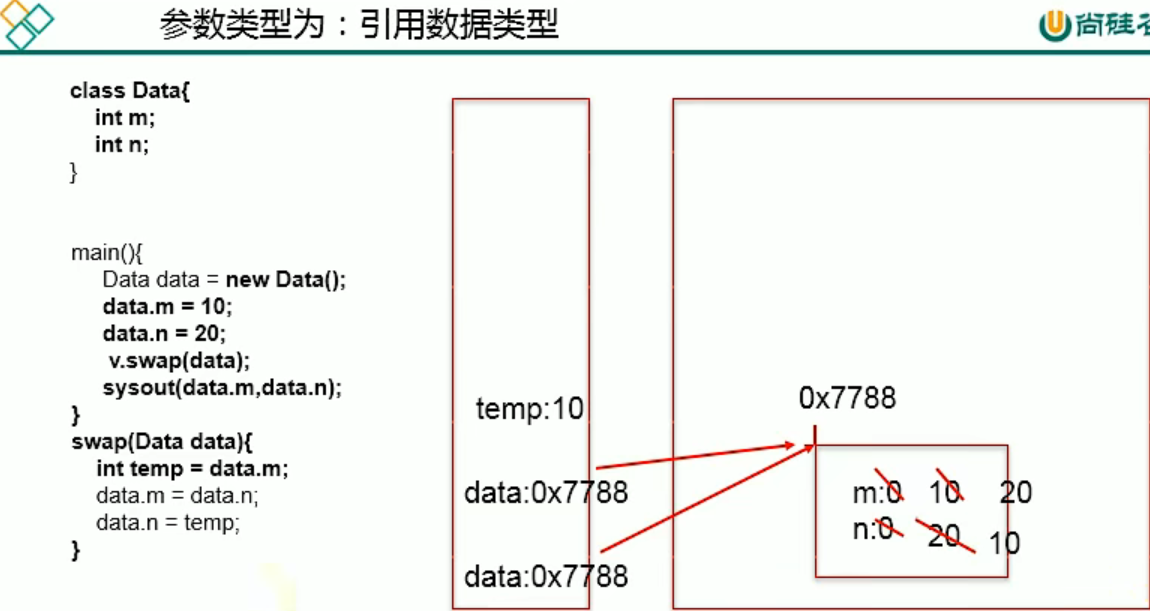 参数类型为：引用数据类型
尚硅
class Data{
int m;
int n;
}
main(){
Data data = new Data();
data.m = 10;
data.n = 20;
v.swap(data);
sysout(data.m,data.n);
}
swap(Data data){
int temp = data.m;
data.m = data.n;
data.n = temp;
}
temp:10
data:0x7788
data:0x7788
0x7788
m:0 10 20
n:0 20 10